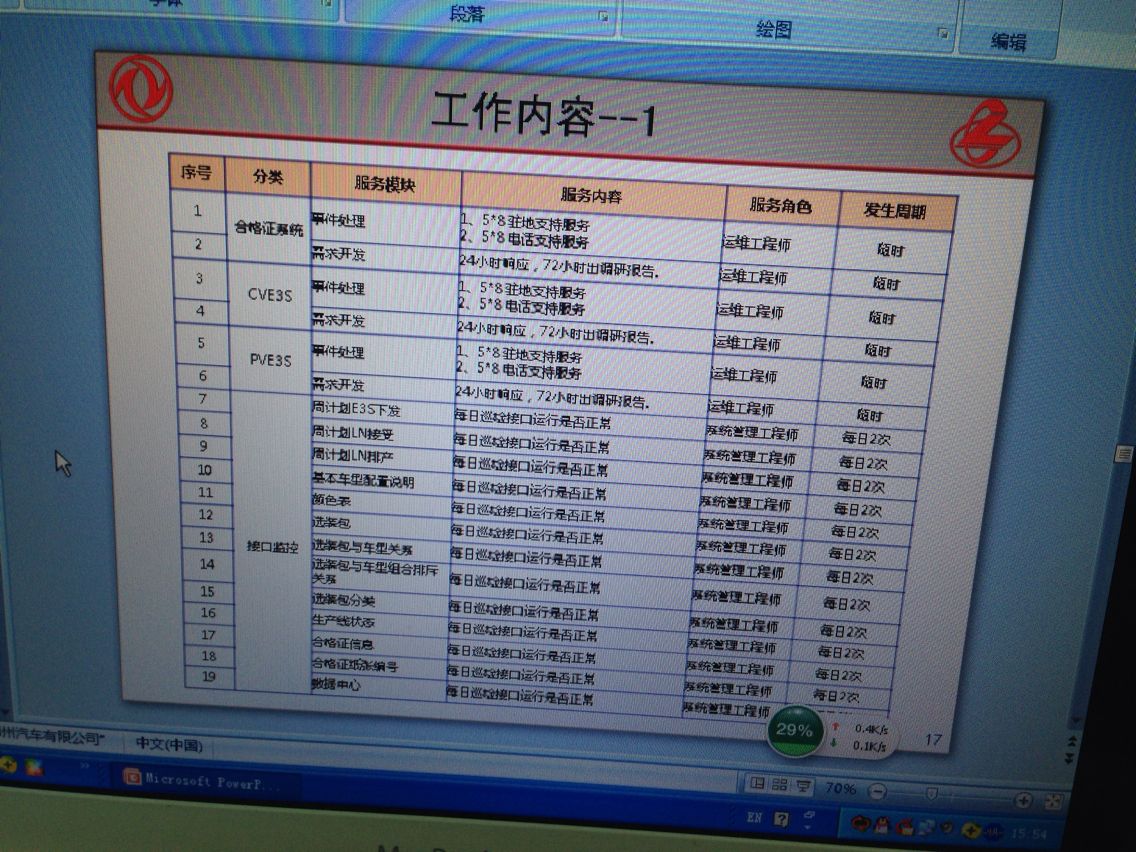 段落
绘图
编辑
工作内容--1
序号 分类 服务模块 服务内容 服务角色 发生周期
1 合格证系统 事件处理 1、5*8驻地支持服务 运维工程师 随时
2、5*8电话支持服务
2 需求开发 24小时响应，72小时出调研报告. 运维工程师 随时
3 CVE3S 事件处理 1、5*8驻地支持服务 运维工程师 随时
2、5*8电话支持服务
4 需求开发 24小时响应，72小时出调研报告. 运维工程师 随时
5 PVE3S 事件处理 1、5*8驻地支持服务 运维工程师 随时
2、5*8电话支持服务
6 需求开发 24小时响应，72小时出调研报告. 运维工程师 随时
7 接口监控 周计划E3S下发 每日巡检接口运行是否正常 系统管理工程师 每日2次
8 周计划LN接受 每日巡检接口运行是否正常 系统管理工程师 每日2次
9 周计划LN排产 每日巡检接口运行是否正常 系统管理工程师 每日2次
10 基本车型配置说明 每日巡检接口运行是否正常 系统管理工程师 每日2次
11 颜色表 每日巡检接口运行是否正常 系统管理工程师 每日2次
12 选装包 每日巡检接口运行是否正常 系统管理工程师 每日2次
13 选装包与车型关系 每日巡检接口运行是否正常 系统管理工程师 每日2次
14 选装包与车型组合排斥 每日巡检接口运行是否正常 系统管理工程师 每日2次
关系
15 选装包分类 每日巡检接口运行是否正常 系统管理工程师 每日2次
16 生产线状态 每日巡检接口运行是否正常 系统管理工程师 每日2次
17 合格证信息 每日巡检接口运行是否正常 系统管理工程师 每日2次
18 合格证纸张编号 每日巡检接口运行是否正常 系统管理工程师 每日2次
19 数据中心 每日巡检接口运行是否正常 系统管理工程师
29% 0.4K/s
0.1K/s
17
州汽车有限公司" 中文(中国)
Microsoft PowerP...
70%
EN
15:54